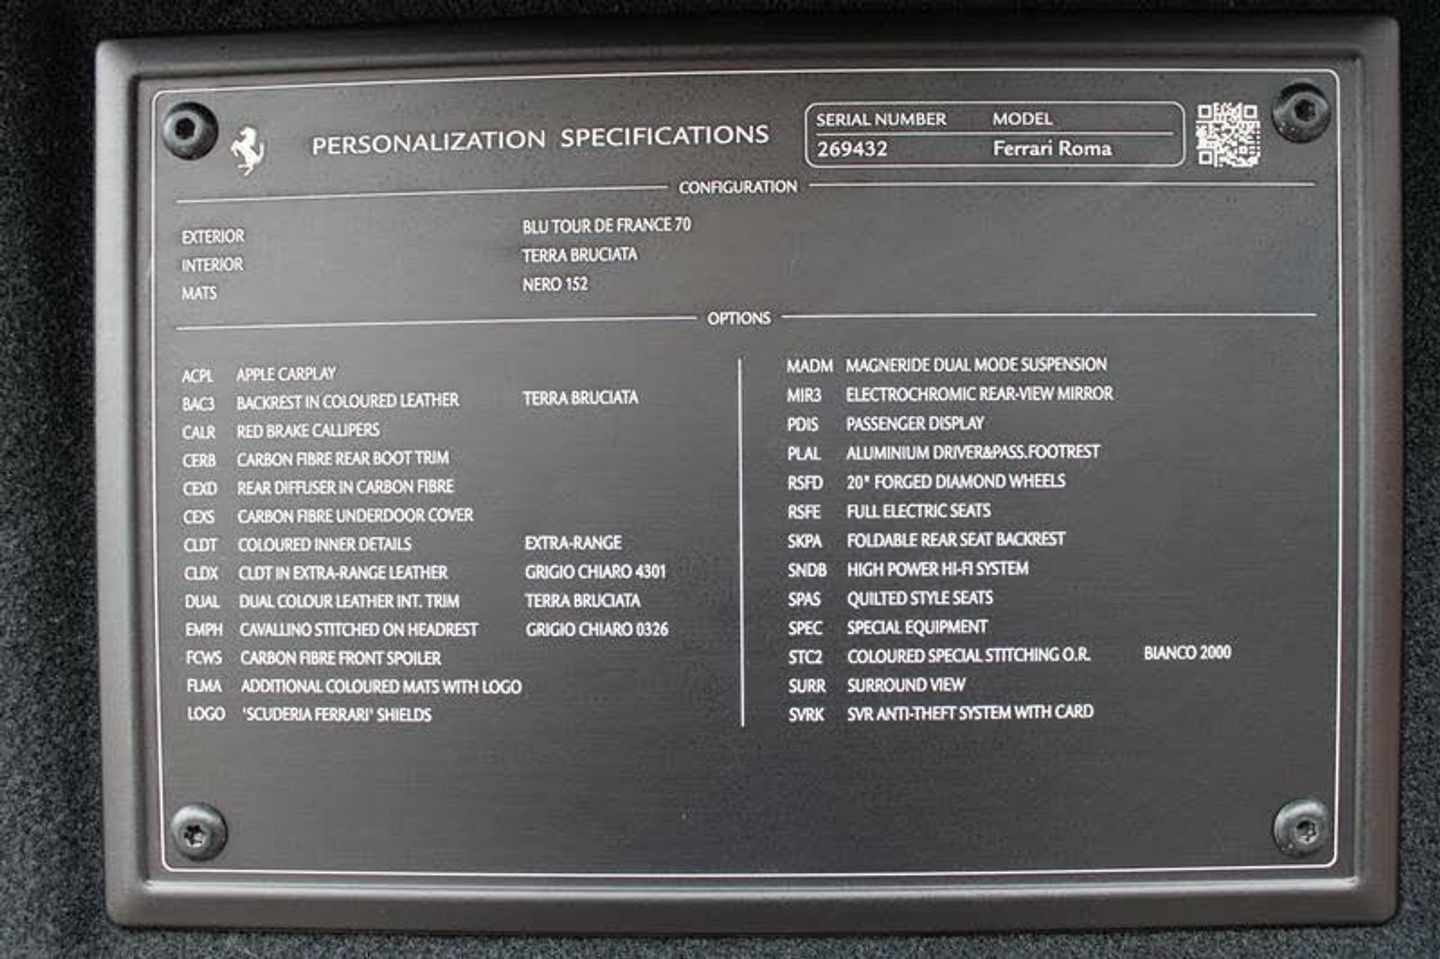 PERSONALIZATION SPECIFICATIONS
SERIAL NUMBER MODEL
269432 Ferrari Roma
CONFIGURATION
EXTERIOR BLU TOUR DE FRANCE 70
INTERIOR TERRA BRUCIATA
MATS NERO 152
OPTIONS
ACPL APPLE CARPLAY
BAC3 BACKREST IN COLOURED LEATHER TERRA BRUCIATA
CALR RED BRAKE CALLIPERS
CERB CARBON FIBRE REAR BOOT TRIM
CEXD REAR DIFFUSER IN CARBON FIBRE
CEXS CARBON FIBRE UNDERDOOR COVER
CLDT COLOURED INNER DETAILS EXTRA-RANGE
CLDX CLDT IN EXTRA-RANGE LEATHER GRIGIO CHIARO 4301
DUAL DUAL COLOUR LEATHER INT. TRIM TERRA BRUCIATA
EMPH CAVALLINO STITCHED ON HEADREST GRIGIO CHIARO 0326
FCWS CARBON FIBRE FRONT SPOILER
FLMA ADDITIONAL COLOURED MATS WITH LOGO
LOGO 'SCUDERIA FERRARI' SHIELDS
MADM MAGNERIDE DUAL MODE SUSPENSION
MIR3 ELECTROCHROMIC REAR-VIEW MIRROR
PDIS PASSENGER DISPLAY
PLAL ALUMINIUM DRIVER&PASS.FOOTREST
RSFD 20" FORGED DIAMOND WHEELS
RSFE FULL ELECTRIC SEATS
SKPA FOLDABLE REAR SEAT BACKREST
SNDB HIGH POWER HI-FI SYSTEM
SPAS QUILTED STYLE SEATS
SPEC SPECIAL EQUIPMENT
STC2 COLOURED SPECIAL STITCHING O.R. BIANCO 2000
SURR SURROUND VIEW
SVRK SVR ANTI-THEFT SYSTEM WITH CARD